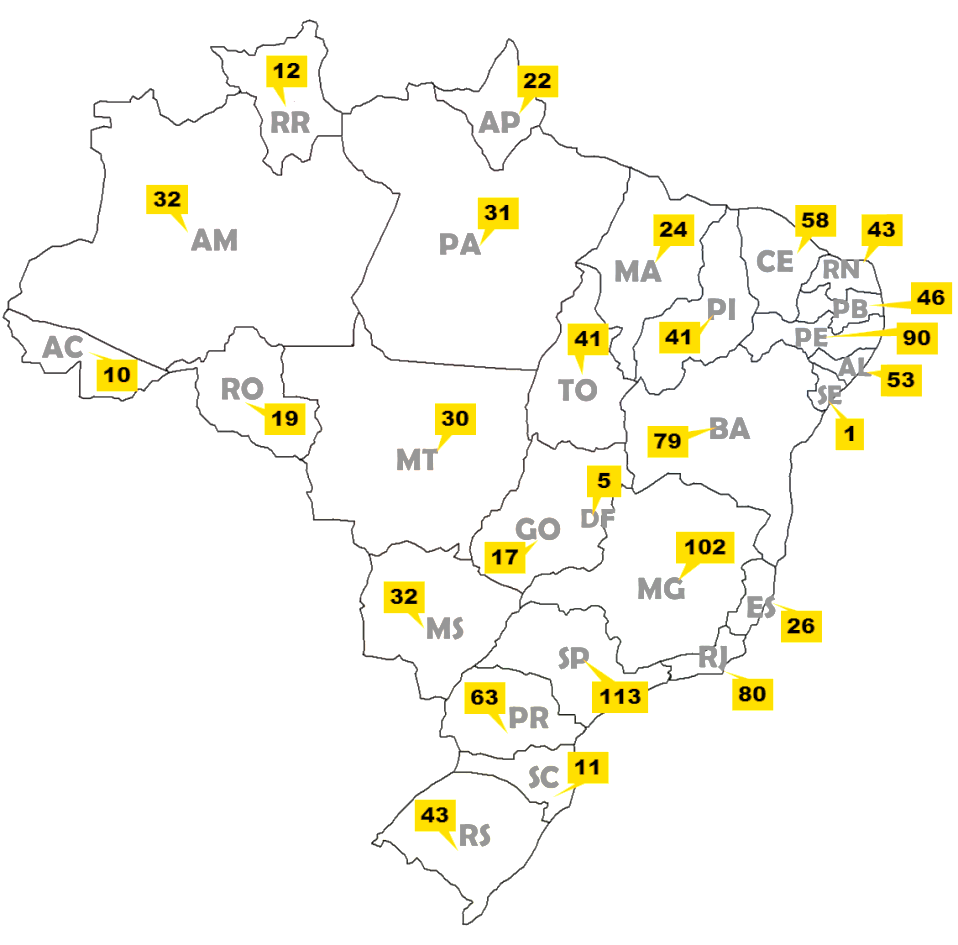 12
RR
22
AP
32
AM
31
PA
24
MA
58
CE
43
RN
46
PB
PI
41
90
PE
41
TO
53
AL
1
SE
AC
10
RO
19
30
MT
79
BA
5
DF
GO
17
102
MG
32
MS
ES
26
RJ
80
SP
113
63
PR
11
SC
43
RS